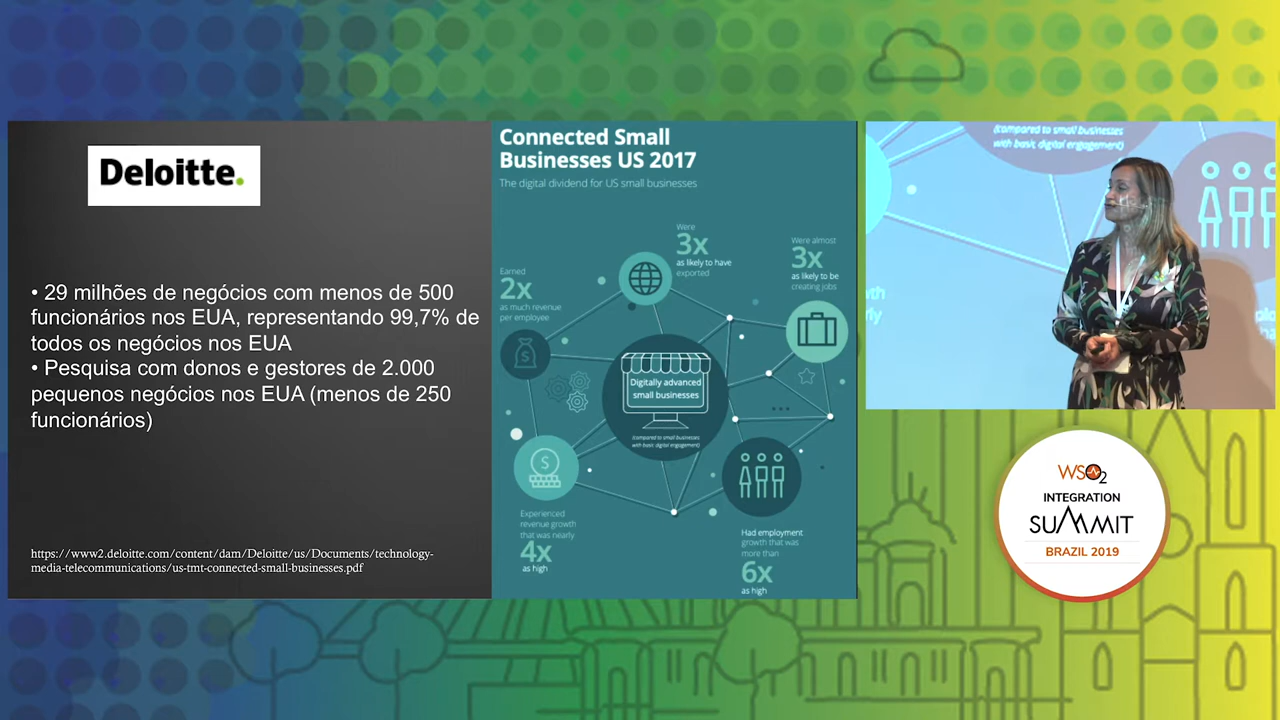 Deloitte.
• 29 milhões de negócios com menos de 500
funcionários nos EUA, representando 99,7% de
todos os negócios nos EUA
• Pesquisa com donos e gestores de 2.000
pequenos negócios nos EUA (menos de 250
funcionários)
https://www2.deloitte.com/content/dam/Deloitte/us/Documents/technology-
media-telecommunications/us-tmt-connected-small-businesses.pdf
Connected Small
Businesses US 2017
The digital dividend for US small businesses
Were
3x
as likely to have
exported
Were almost
3x
as likely to be
creating jobs
Earned
2x
as much revenue
per employee
Digitally advanced
small businesses
(compared to small businesses
with basic digital engagement)
Experienced
revenue growth
that was nearly
4x
as high
Had employment
growth that was
more than
6x
as high
(compared to small businesses
with basic digital engagement)
WSO2
INTEGRATION
SUMMIT
BRAZIL 2019